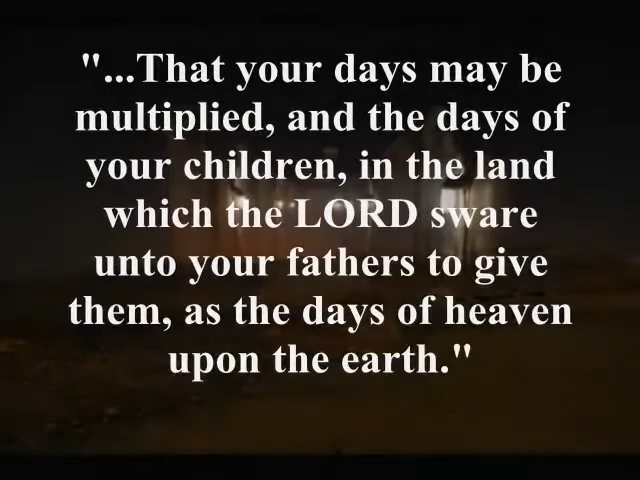 "...That your days may be
multiplied, and the days of
your children, in the land
which the LORD sware
unto your fathers to give
them, as the days of heaven
upon the earth."